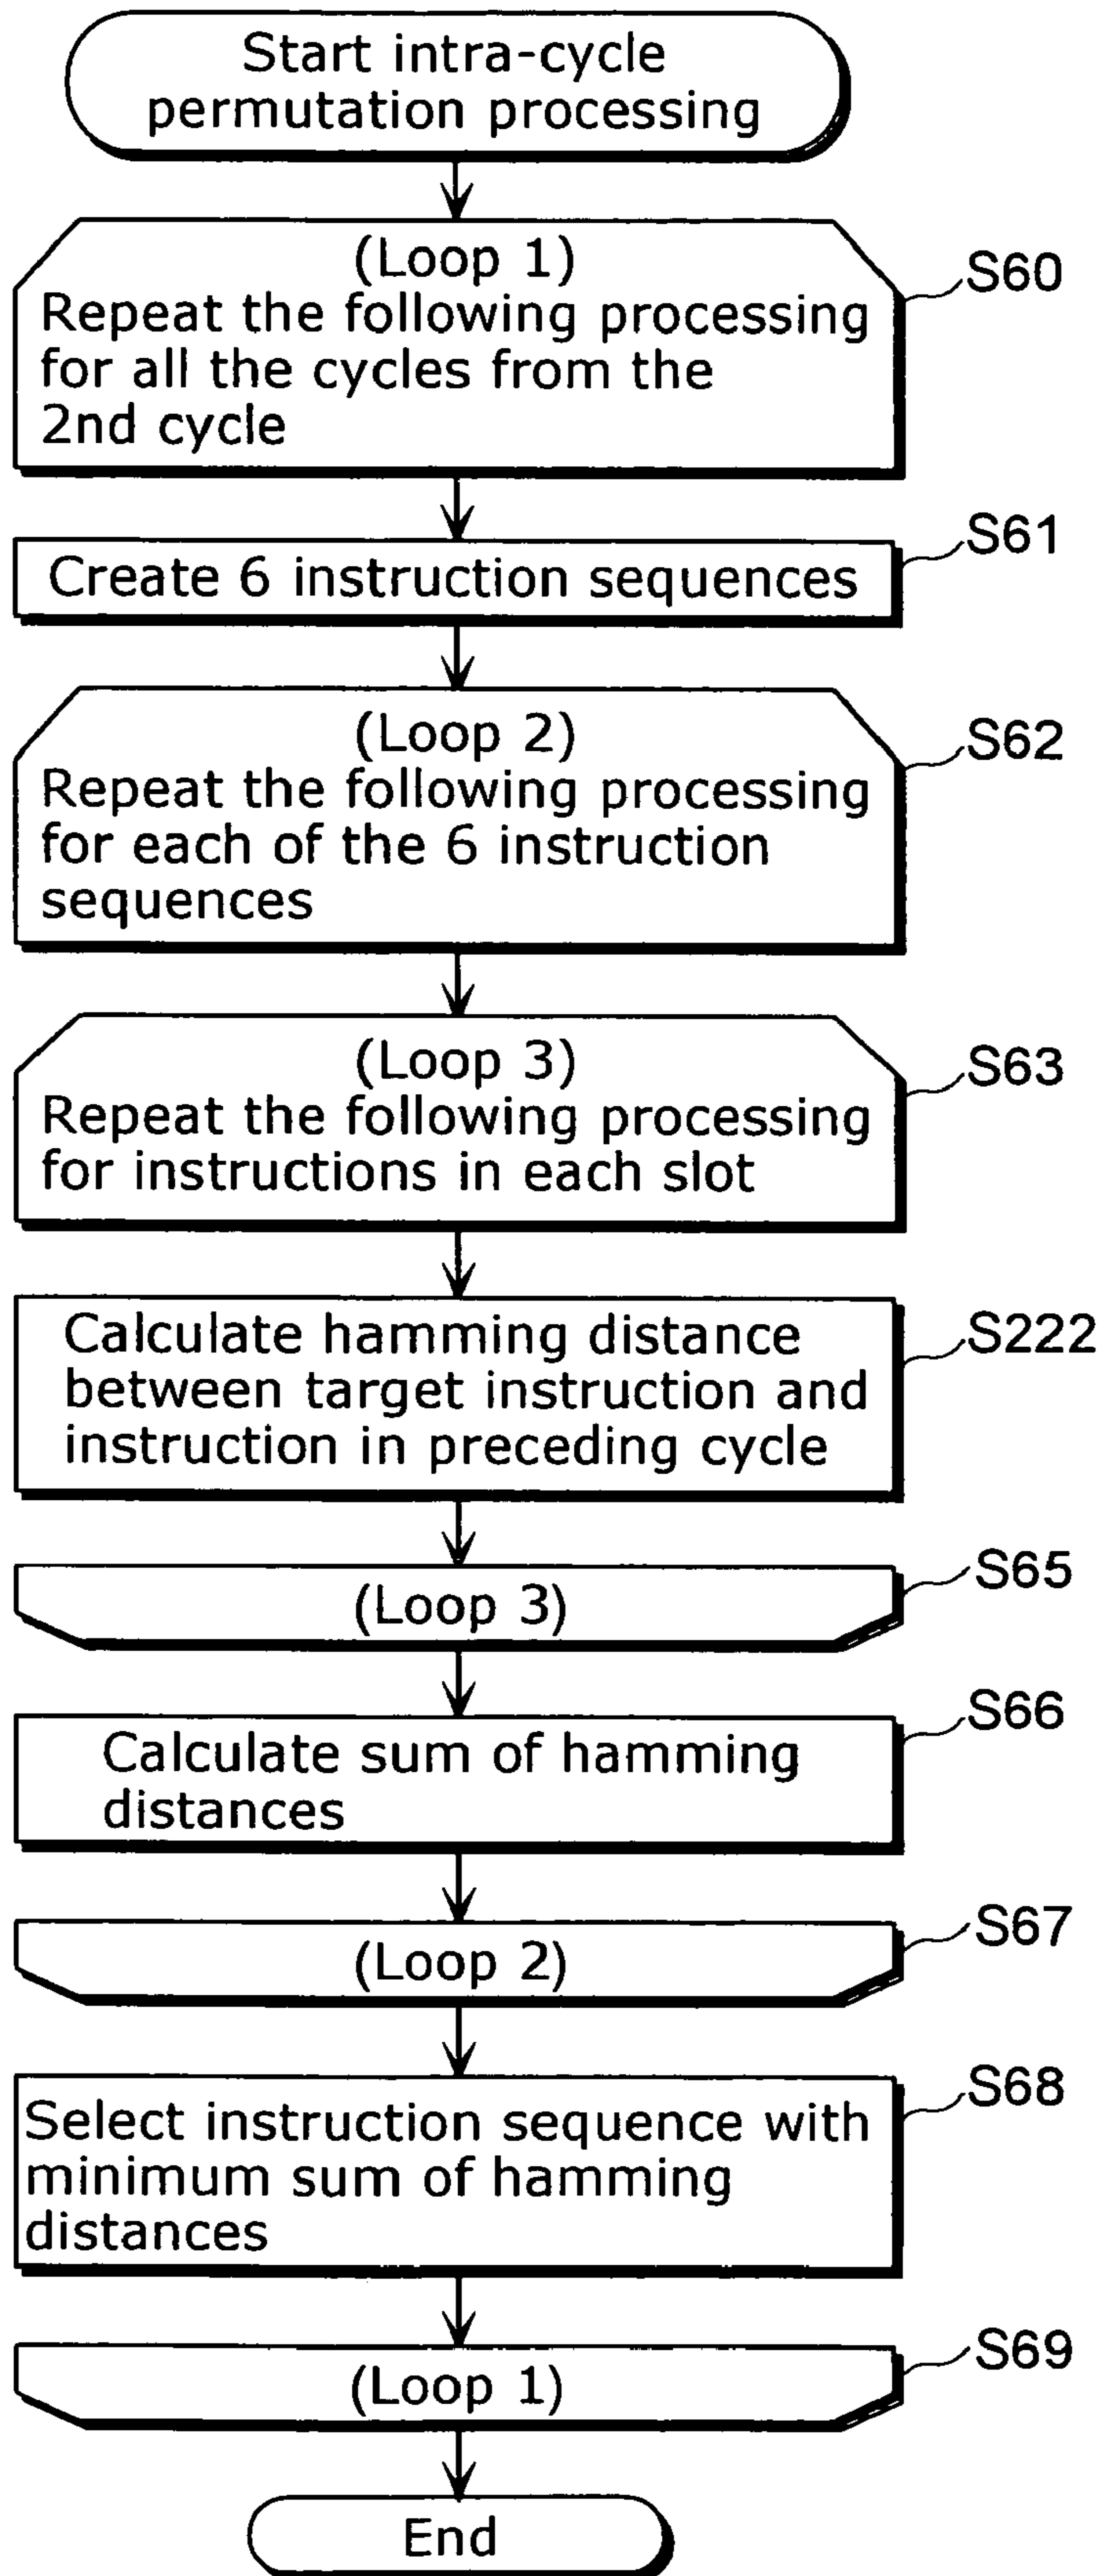 Start intra-cycle
permutation processing
(Loop 1)
Repeat the following processing
for all the cycles from the
2nd cycle
S60
Create 6 instruction sequences
S61
(Loop 2)
Repeat the following processing
for each of the 6 instruction
sequences
S62
(Loop 3)
Repeat the following processing
for instructions in each slot
S63
Calculate hamming distance
between target instruction and
instruction in preceding cycle
S222
(Loop 3)
S65
Calculate sum of hamming
distances
S66
(Loop 2)
S67
Select instruction sequence with
minimum sum of hamming
distances
S68
(Loop 1)
S69
End